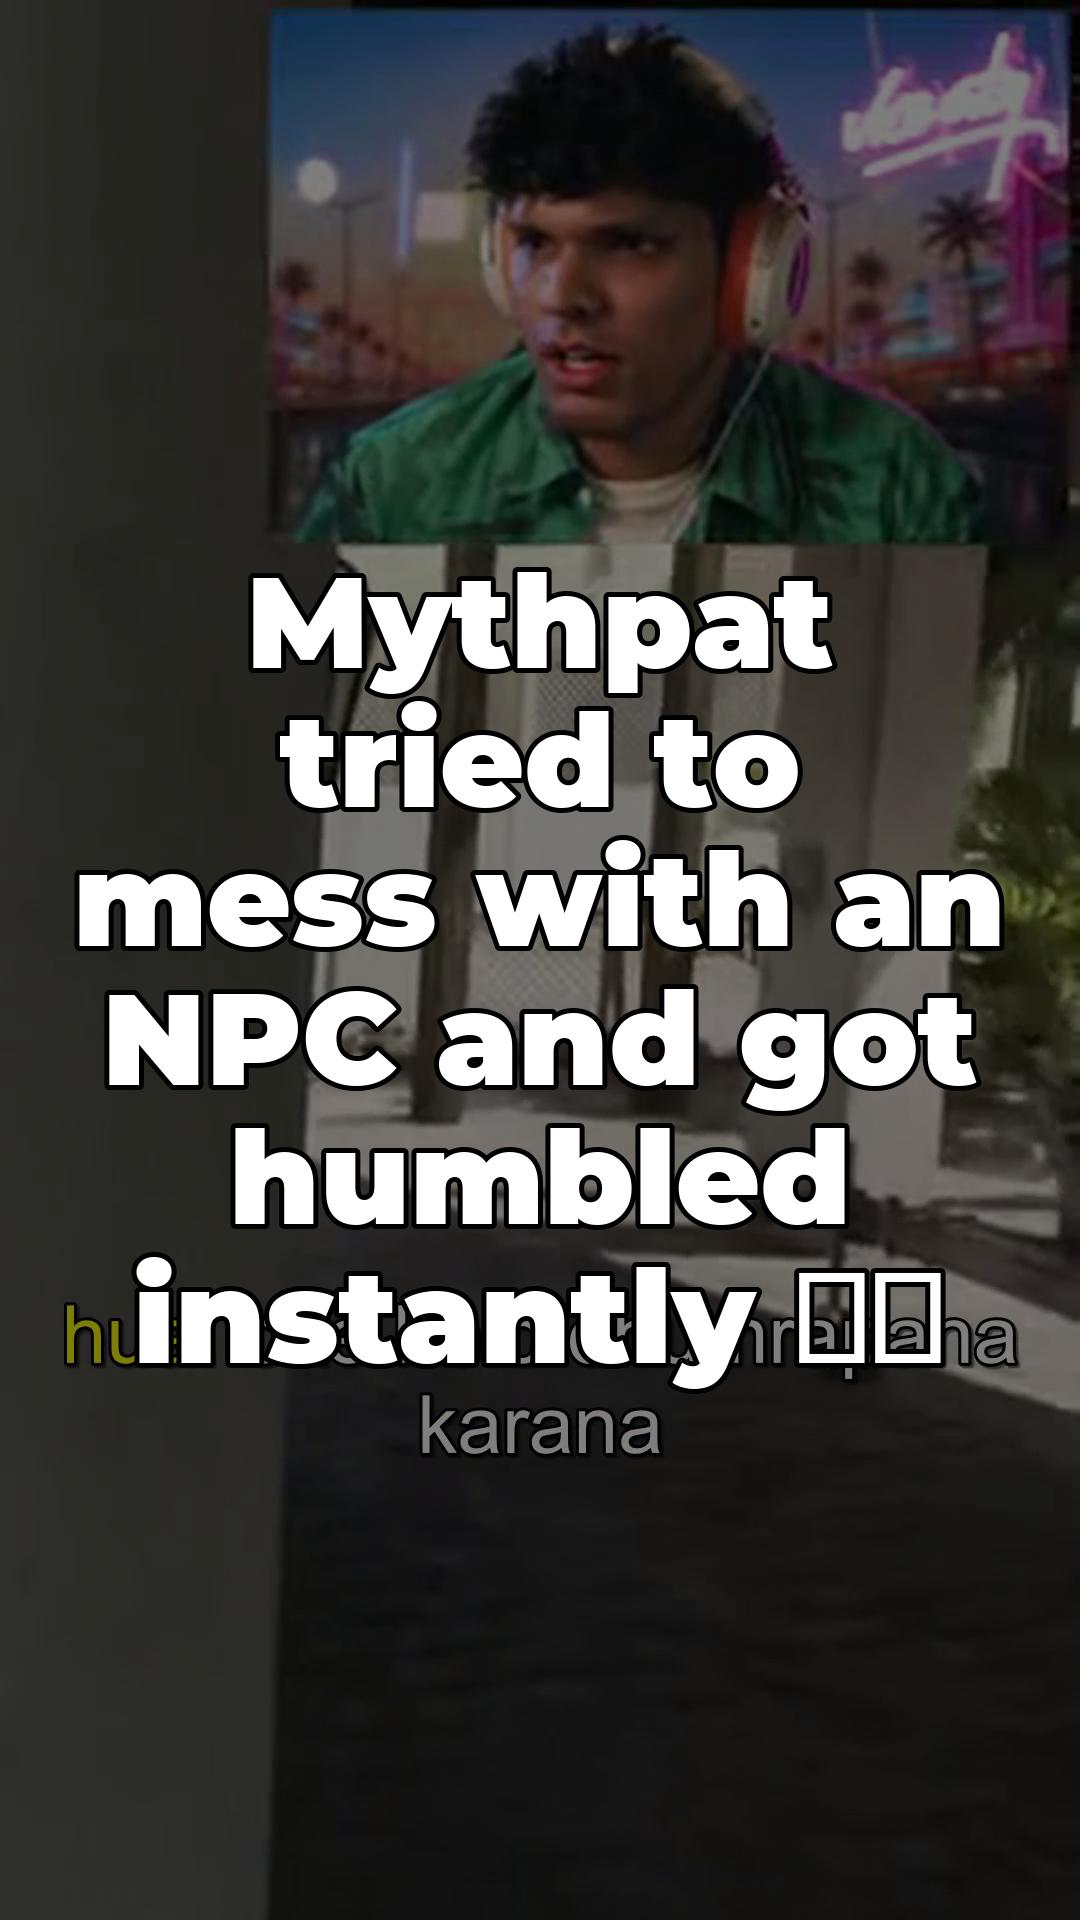 Mythpat
tried to
mess with an
NPC and got
humbled
instantly
karana